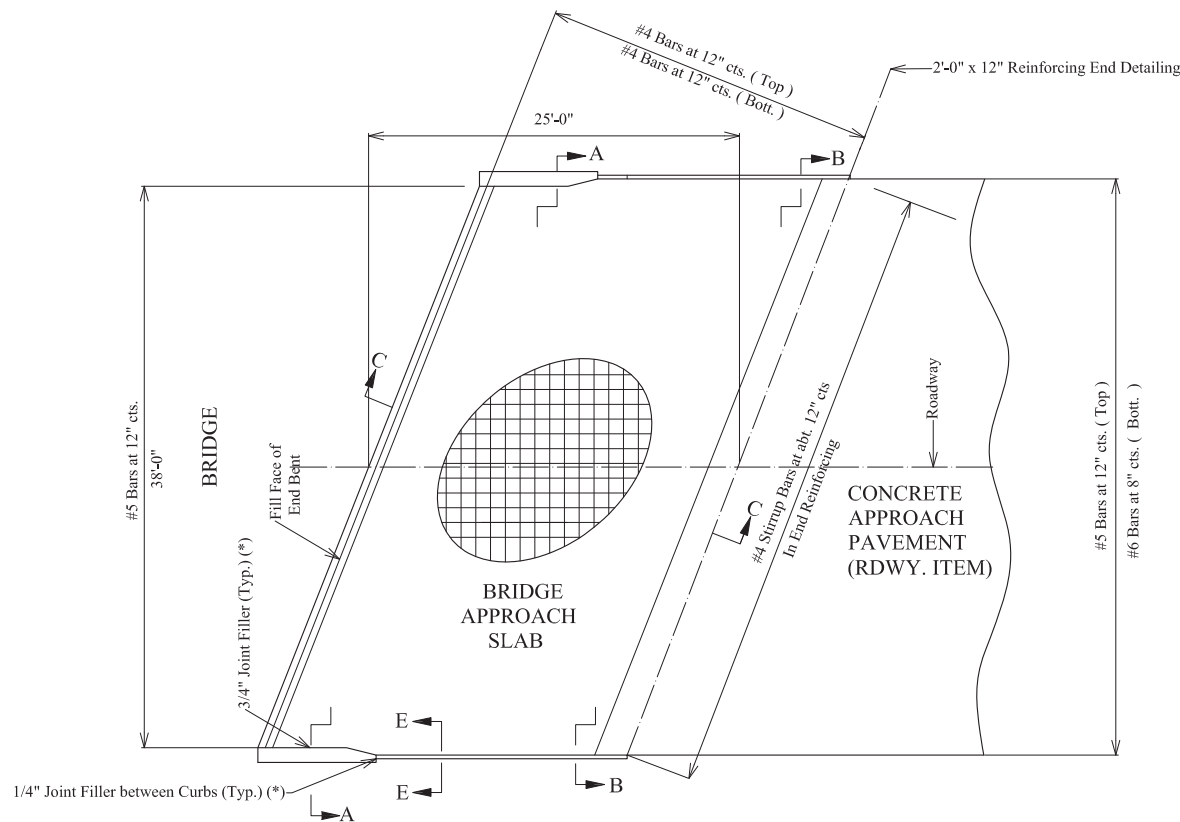 #4 Bars at 12" cts. ( Top )
#4 Bars at 12" cts. ( Bott. )
2'-0" x 12" Reinforcing End Detailing
25'-0"
A
B
C
#5 Bars at 12" cts.
38'-0"
BRIDGE
Fill Face of
End Bent
3/4" Joint Filler (Typ.) (*)
BRIDGE
APPROACH
SLAB
#4 Stirrup Bars at abt. 12" cts
In End Reinforcing
C
Roadway
CONCRETE
APPROACH
PAVEMENT
(RDWY. ITEM)
#5 Bars at 12" cts. ( Top )
#6 Bars at 8" cts. ( Bott. )
E
E
B
1/4" Joint Filler between Curbs (Typ.) (*)
A